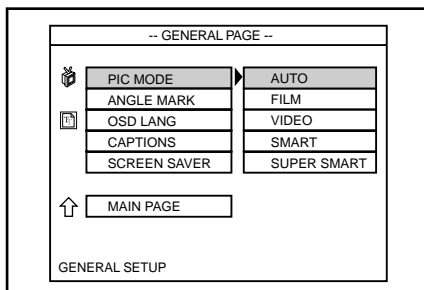 -- GENERAL PAGE --
PIC MODE AUTO
ANGLE MARK FILM
OSD LANG VIDEO
CAPTIONS SMART
SCREEN SAVER SUPER SMART
MAIN PAGE
GENERAL SETUP